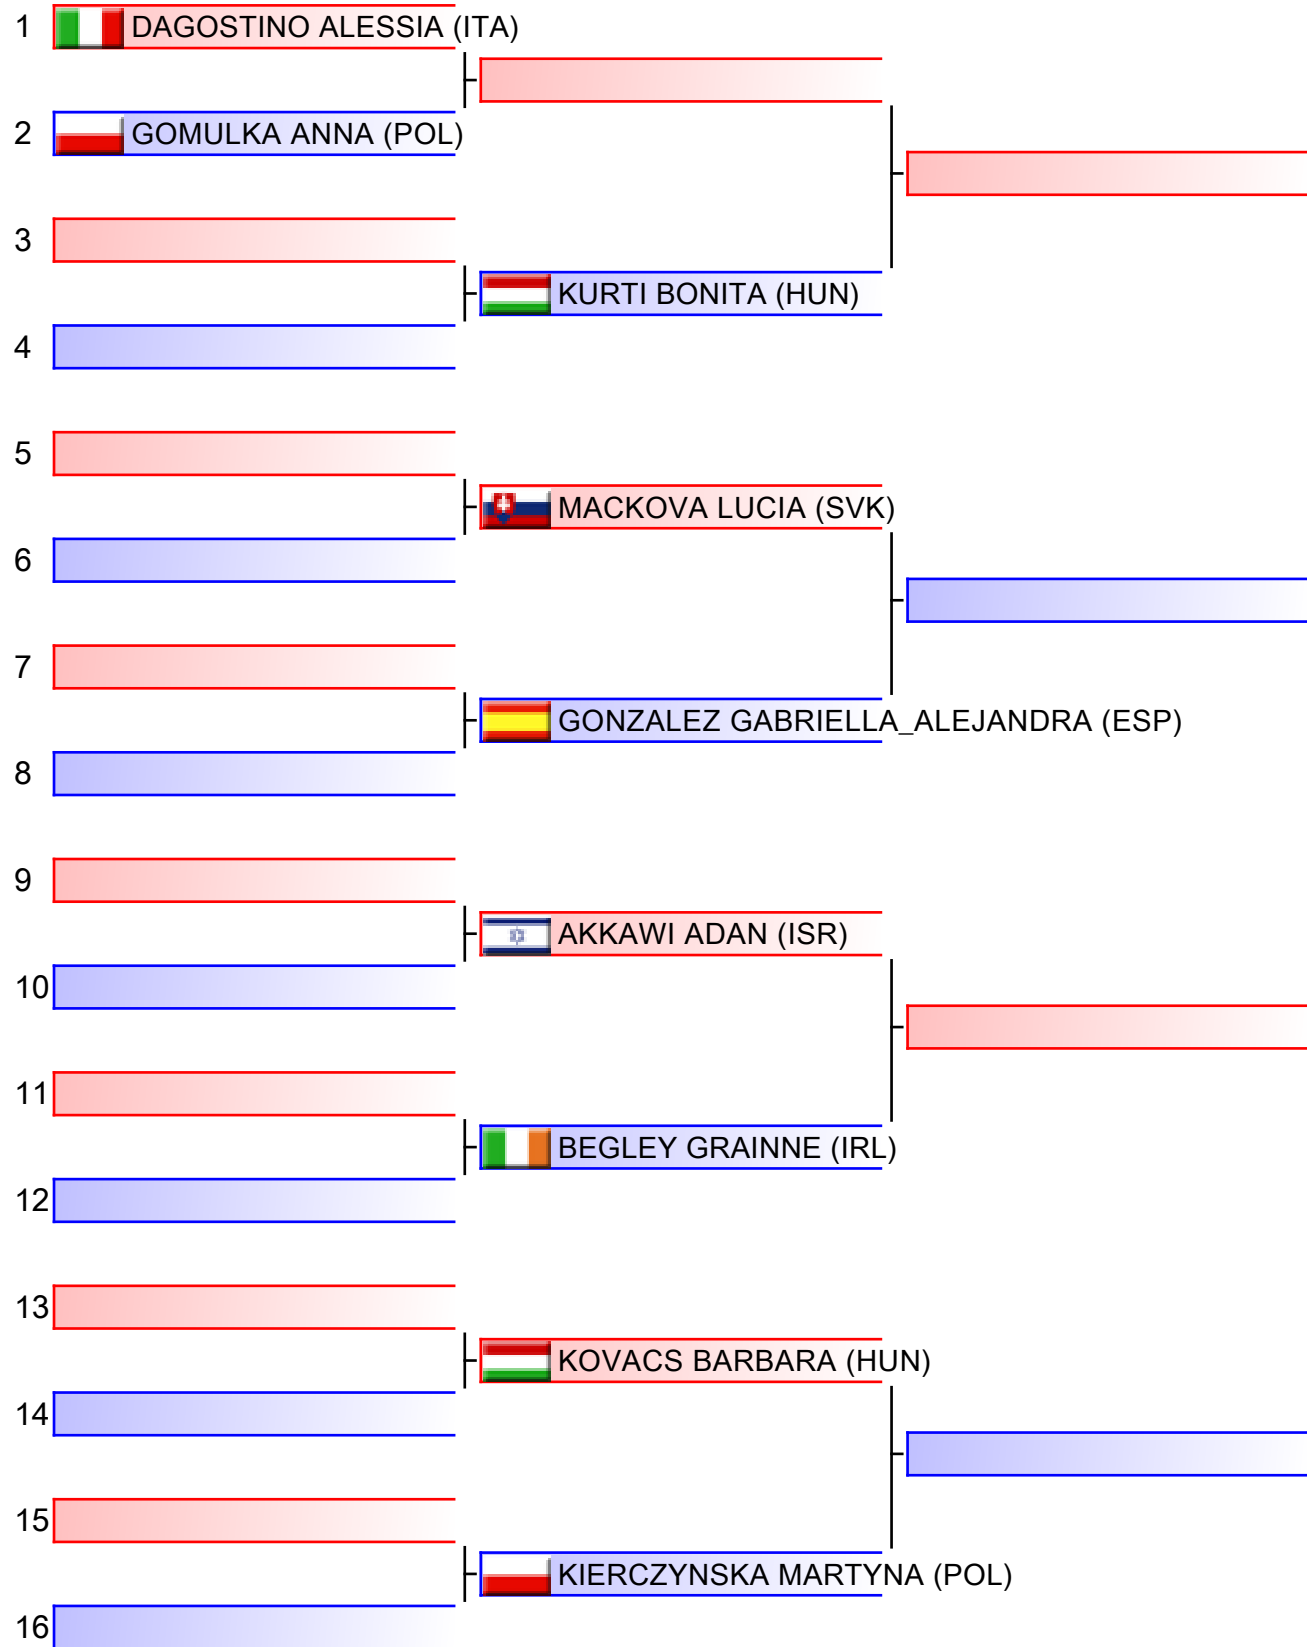 1 DAGOSTINO ALESSIA (ITA)
2 GOMULKA ANNA (POL)
3
KURTI BONITA (HUN)
4
5
MACKOVA LUCIA (SVK)
6
7
GONZALEZ GABRIELLA_ALEJANDRA (ESP)
8
9
AKKAWI ADAN (ISR)
10
11
BEGLEY GRAINNE (IRL)
12
13
KOVACS BARBARA (HUN)
14
15
KIERCZYNSKA MARTYNA (POL)
16